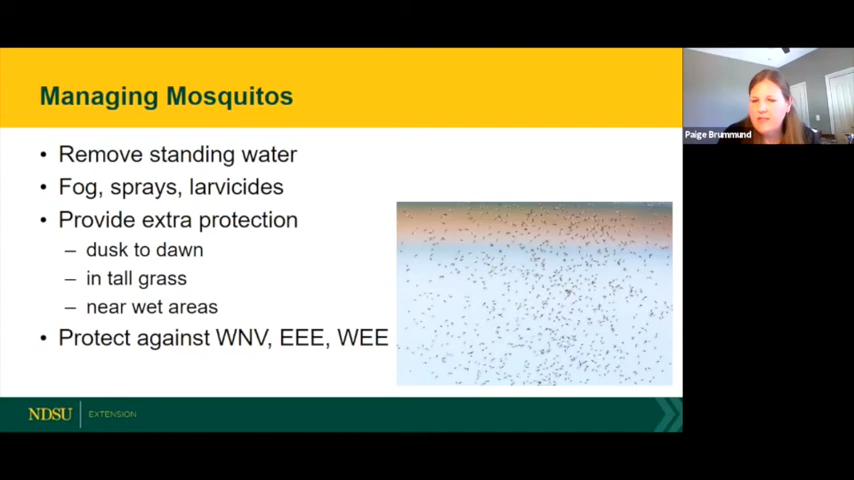 Managing Mosquitos
• Remove standing water
• Fog, sprays, larvicides
• Provide extra protection
– dusk to dawn
– in tall grass
– near wet areas
• Protect against WNV, EEE, WEE
NDSU EXTENSION
Paige Brummund